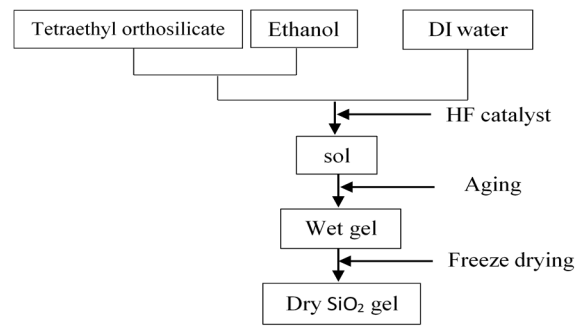 Tetraethyl orthosilicate
Ethanol
DI water
HF catalyst
sol
Aging
Wet gel
Freeze drying
Dry SiO₂ gel